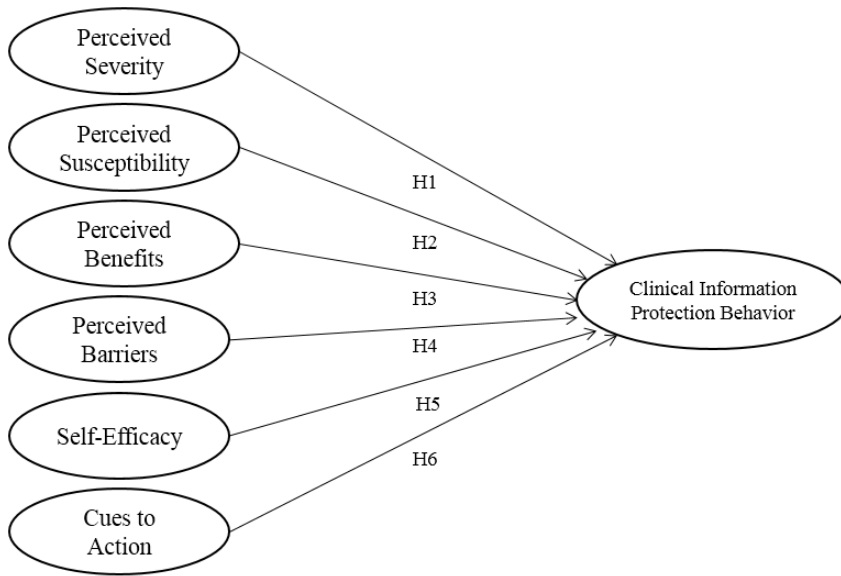 Perceived
Severity
Perceived
Susceptibility
Perceived
Benefits
Perceived
Barriers
Self-Efficacy
Cues to
Action
H1
H2
H3
H4
H5
H6
Clinical Information
Protection Behavior